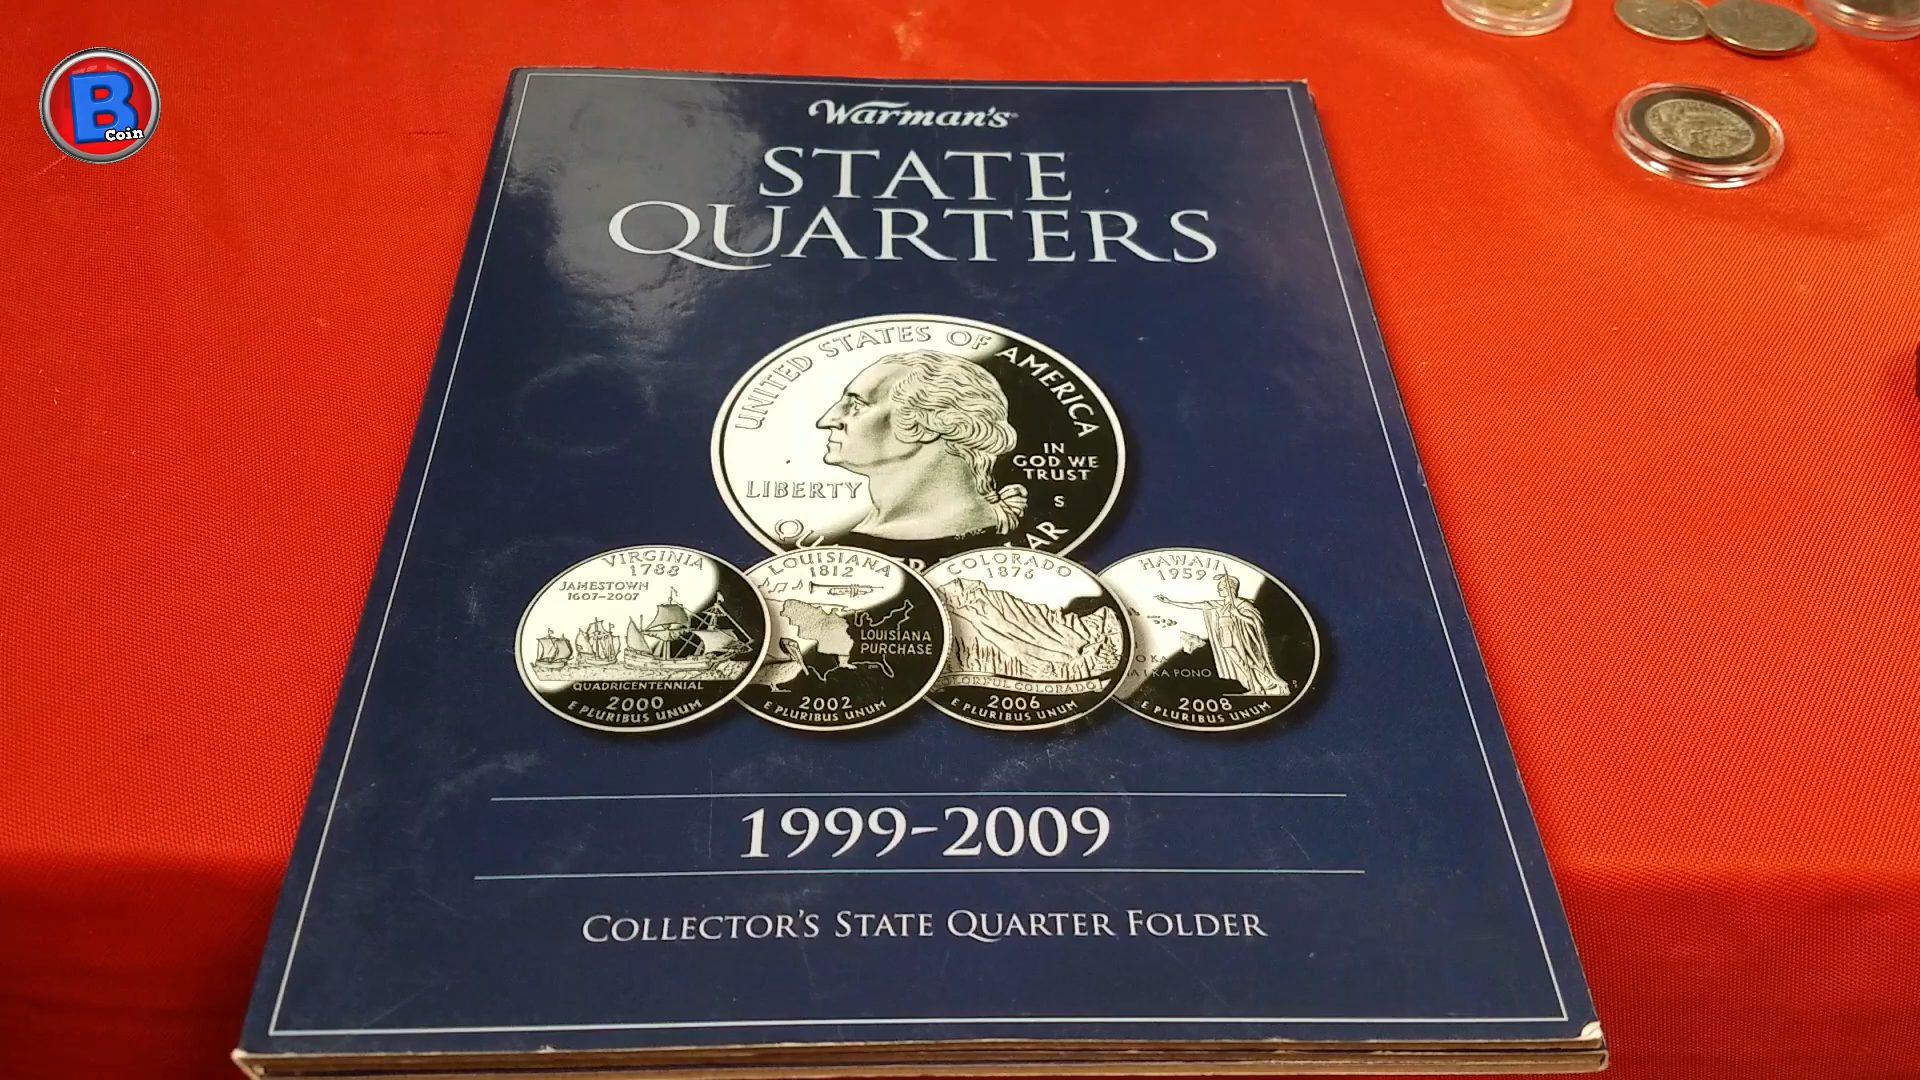 B
Coin
Warman's
STATE
QUARTERS
UNITED STATES OF AMERICA
IN
GOD WE
TRUST
LIBERTY
S
VIRGINIA
1788
JAMESTOWN
1607-2007
QUADRICENTENNIAL
2000
E PLURIBUS UNUM
LOUISIANA
1812
LOUISIANA
PURCHASE
2002
E PLURIBUS UNUM
COLORADO
1876
COLORFUL COLORADO
2006
E PLURIBUS UNUM
HAWAII
1959
KA PONO
2008
E PLURIBUS UNUM
1999-2009
COLLECTOR'S STATE QUARTER FOLDER